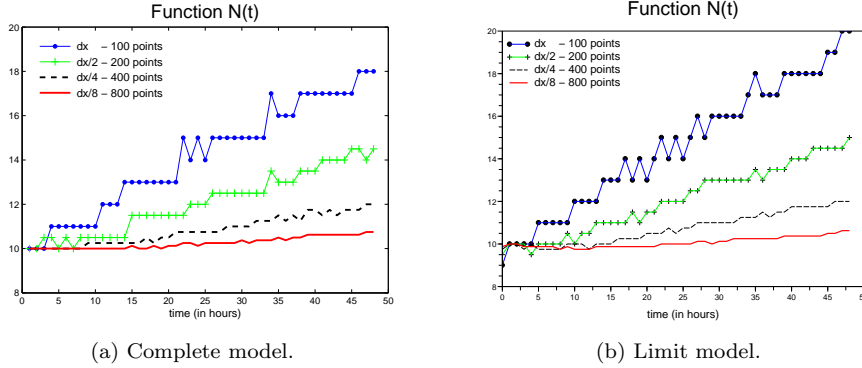 Function N(t)
20
18
16
14
12
10
8
0 5 10 15 20 25 30 35 40 45 50
time (in hours)
dx – 100 points
dx/2 – 200 points
dx/4 – 400 points
dx/8 – 800 points
(a) Complete model.
Function N(t)
20
18
16
14
12
10
8
0 5 10 15 20 25 30 35 40 45 50
time (in hours)
dx – 100 points
dx/2 – 200 points
dx/4 – 400 points
dx/8 – 800 points
(b) Limit model.